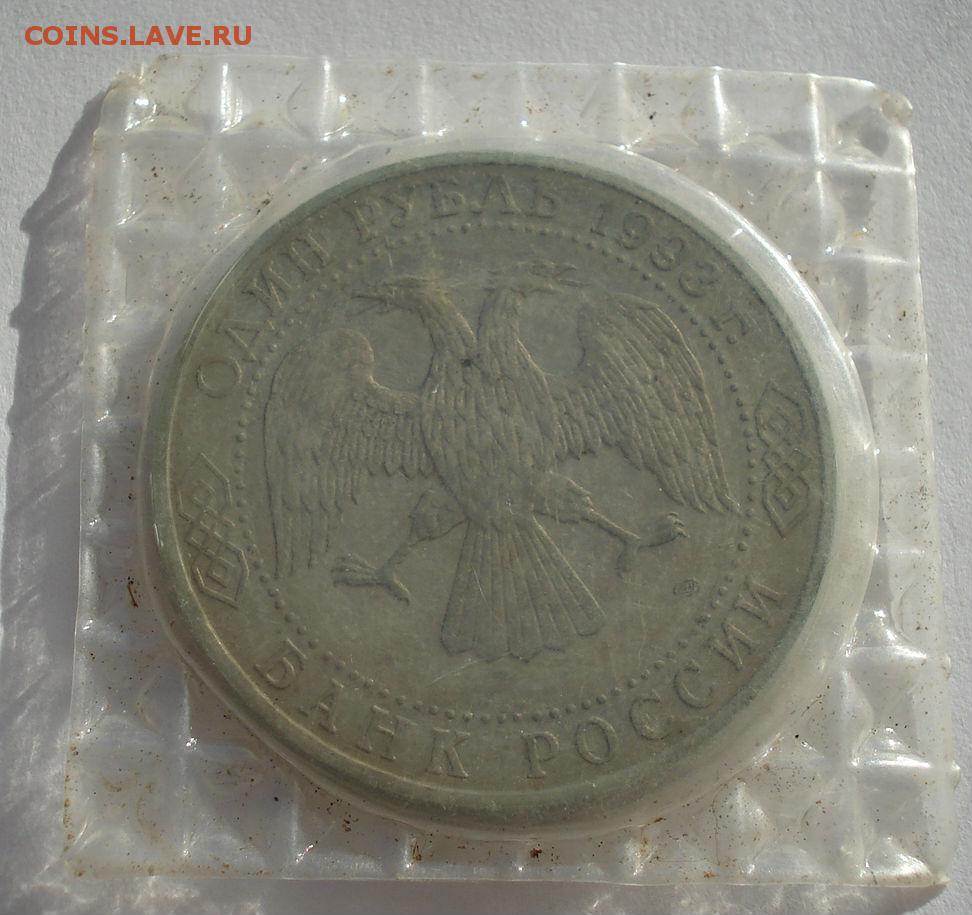 COINS.LAVE.RU
ОДИН РУБЛЬ 1993 г.
БАНК РОССИИ